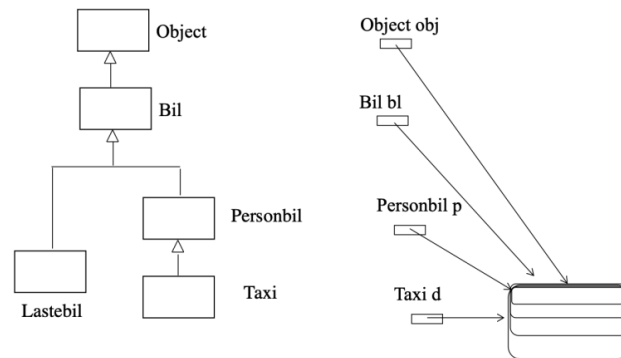 Object
Bil
Personbil
Lastebil
Taxi
Object obj
Bil bl
Personbil p
Taxi d